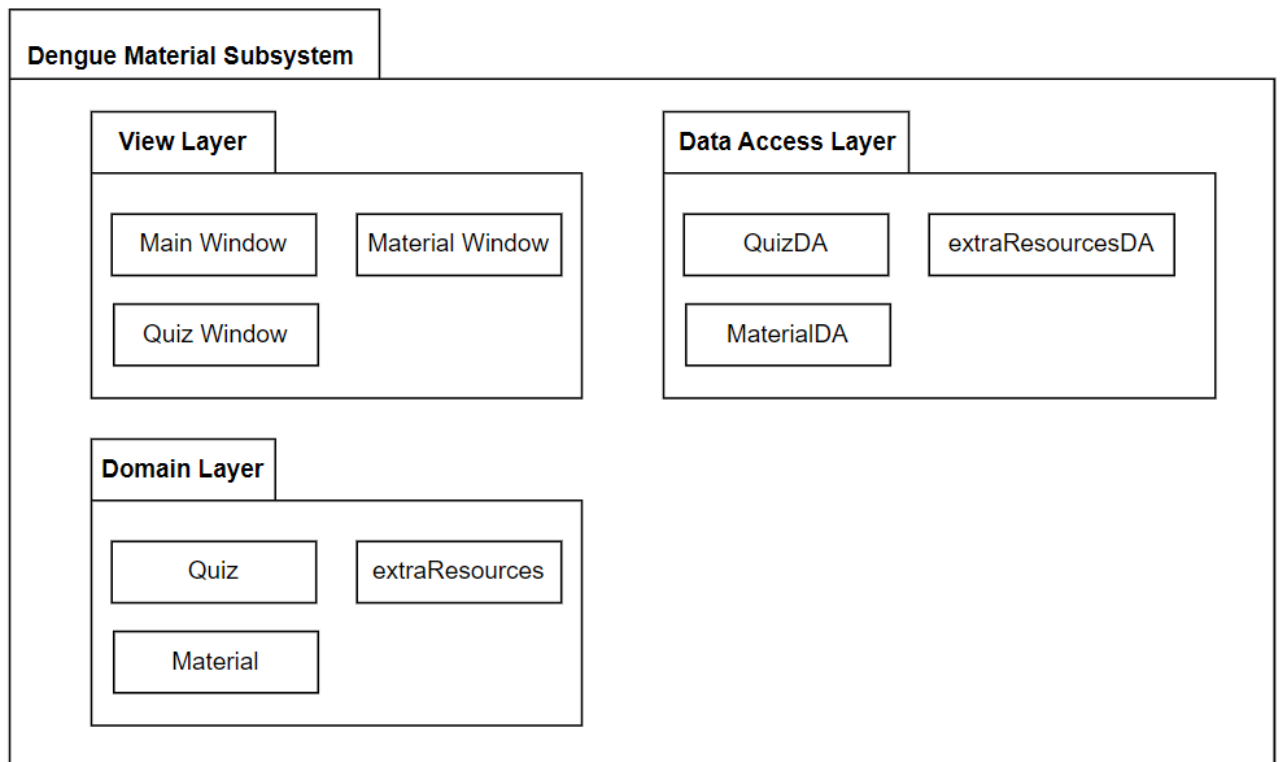 Dengue Material Subsystem
View Layer
Main Window
Material Window
Quiz Window
Data Access Layer
QuizDA
extraResourcesDA
MaterialDA
Domain Layer
Quiz
extraResources
Material